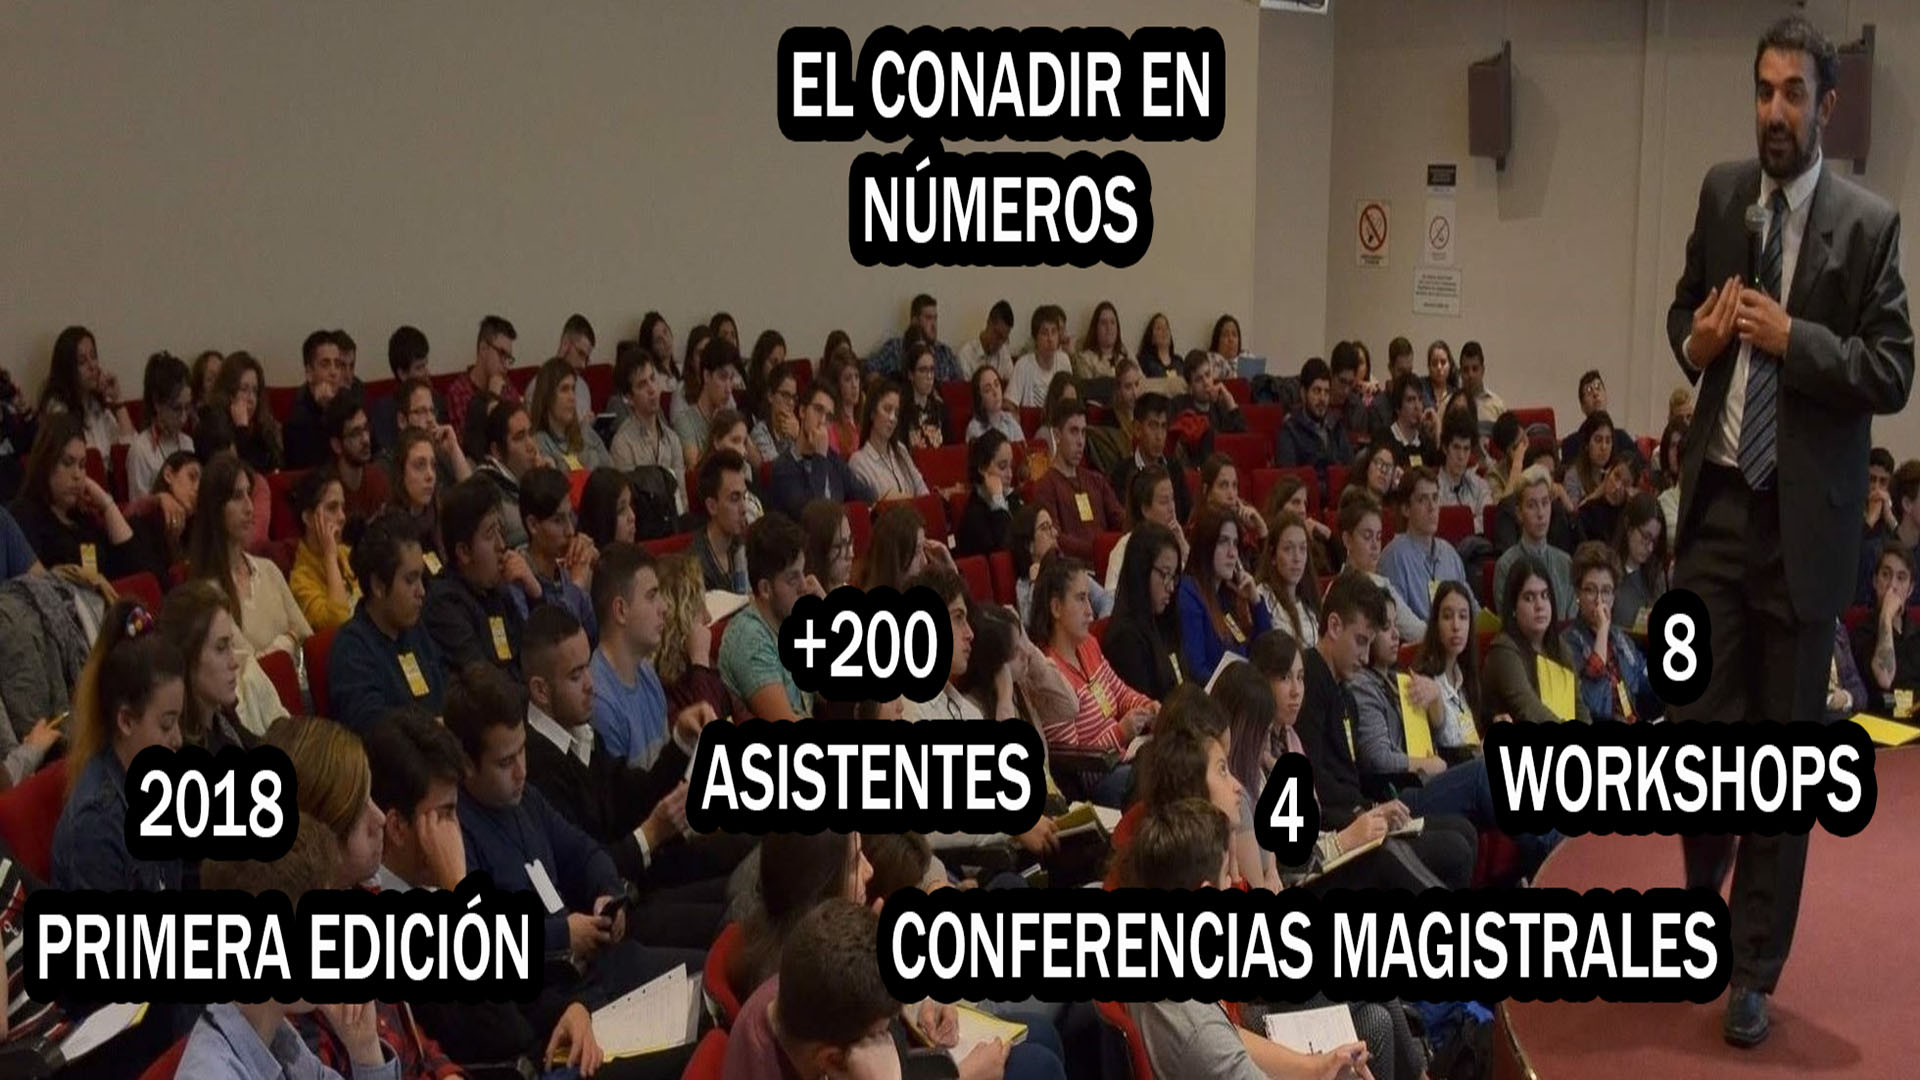 EL CONADIR EN
NÚMEROS
2018
PRIMERA EDICIÓN
+200
ASISTENTES
4
CONFERENCIAS MAGISTRALES
8
WORKSHOPS